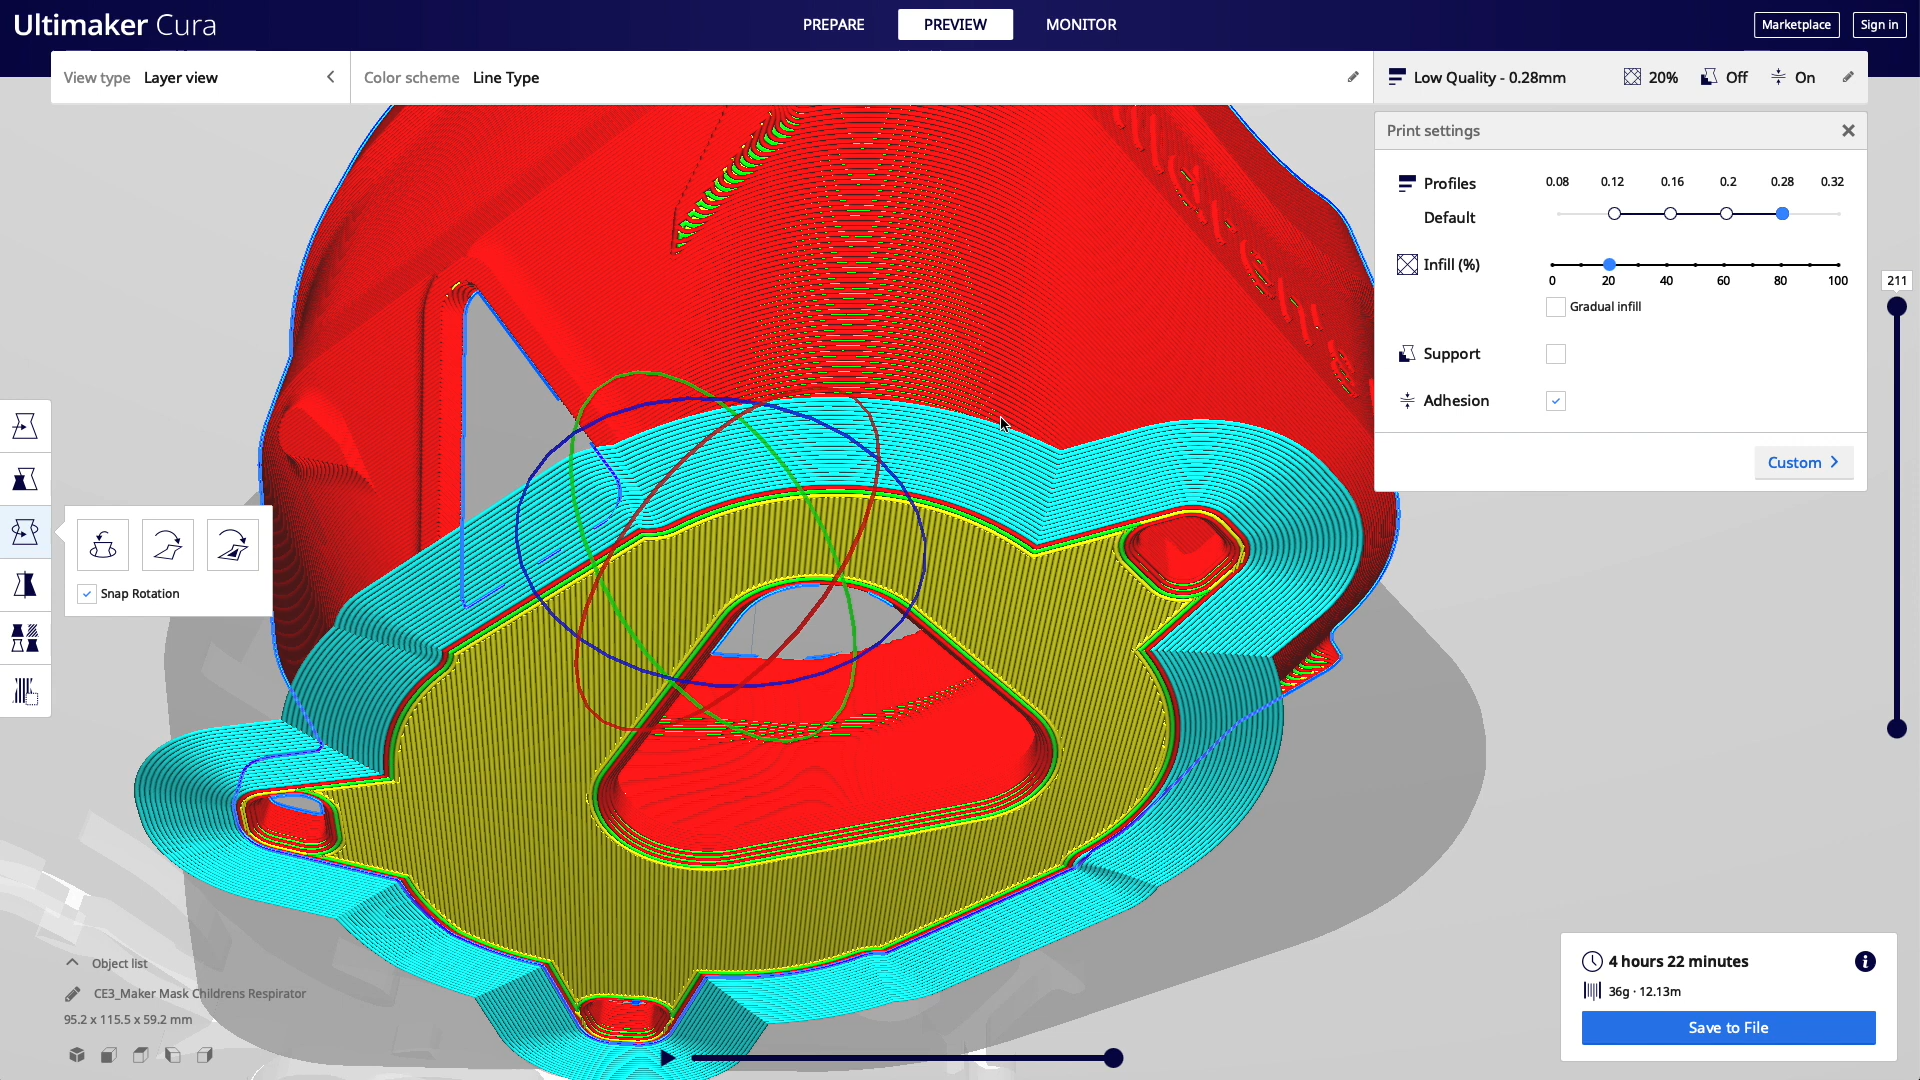 Ultimaker Cura
PREPARE
PREVIEW
MONITOR
Marketplace
Sign in
View type Layer view
Color scheme Line Type
Low Quality - 0.28mm
20%
Off
On
Print settings
Profiles
0.08 0.12 0.16 0.2 0.28 0.32
Default
Infill (%)
0 20 40 60 80 100
Gradual infill
Support
Adhesion
Custom
211
Snap Rotation
Object list
CE3_Maker Mask Childrens Respirator
95.2 x 115.5 x 59.2 mm
4 hours 22 minutes
36g · 12.13m
Save to File